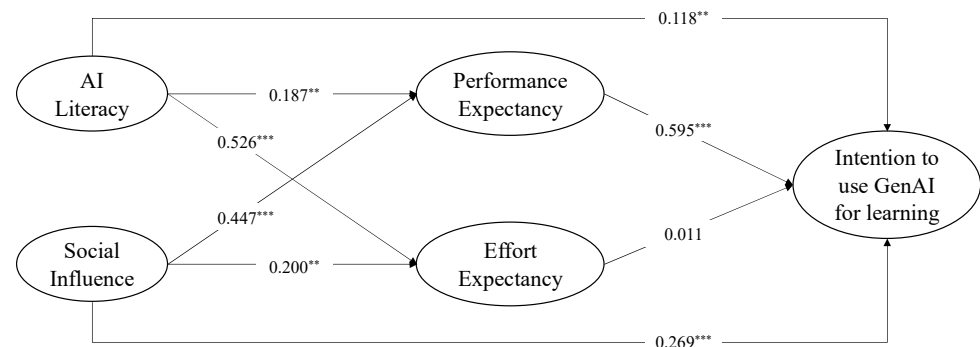 0.118**
AI
Literacy
0.187**
Performance
Expectancy
0.526***
0.595***
Intention to
use GenAI
for learning
0.447***
0.011
Social
Influence
0.200**
Effort
Expectancy
0.269***